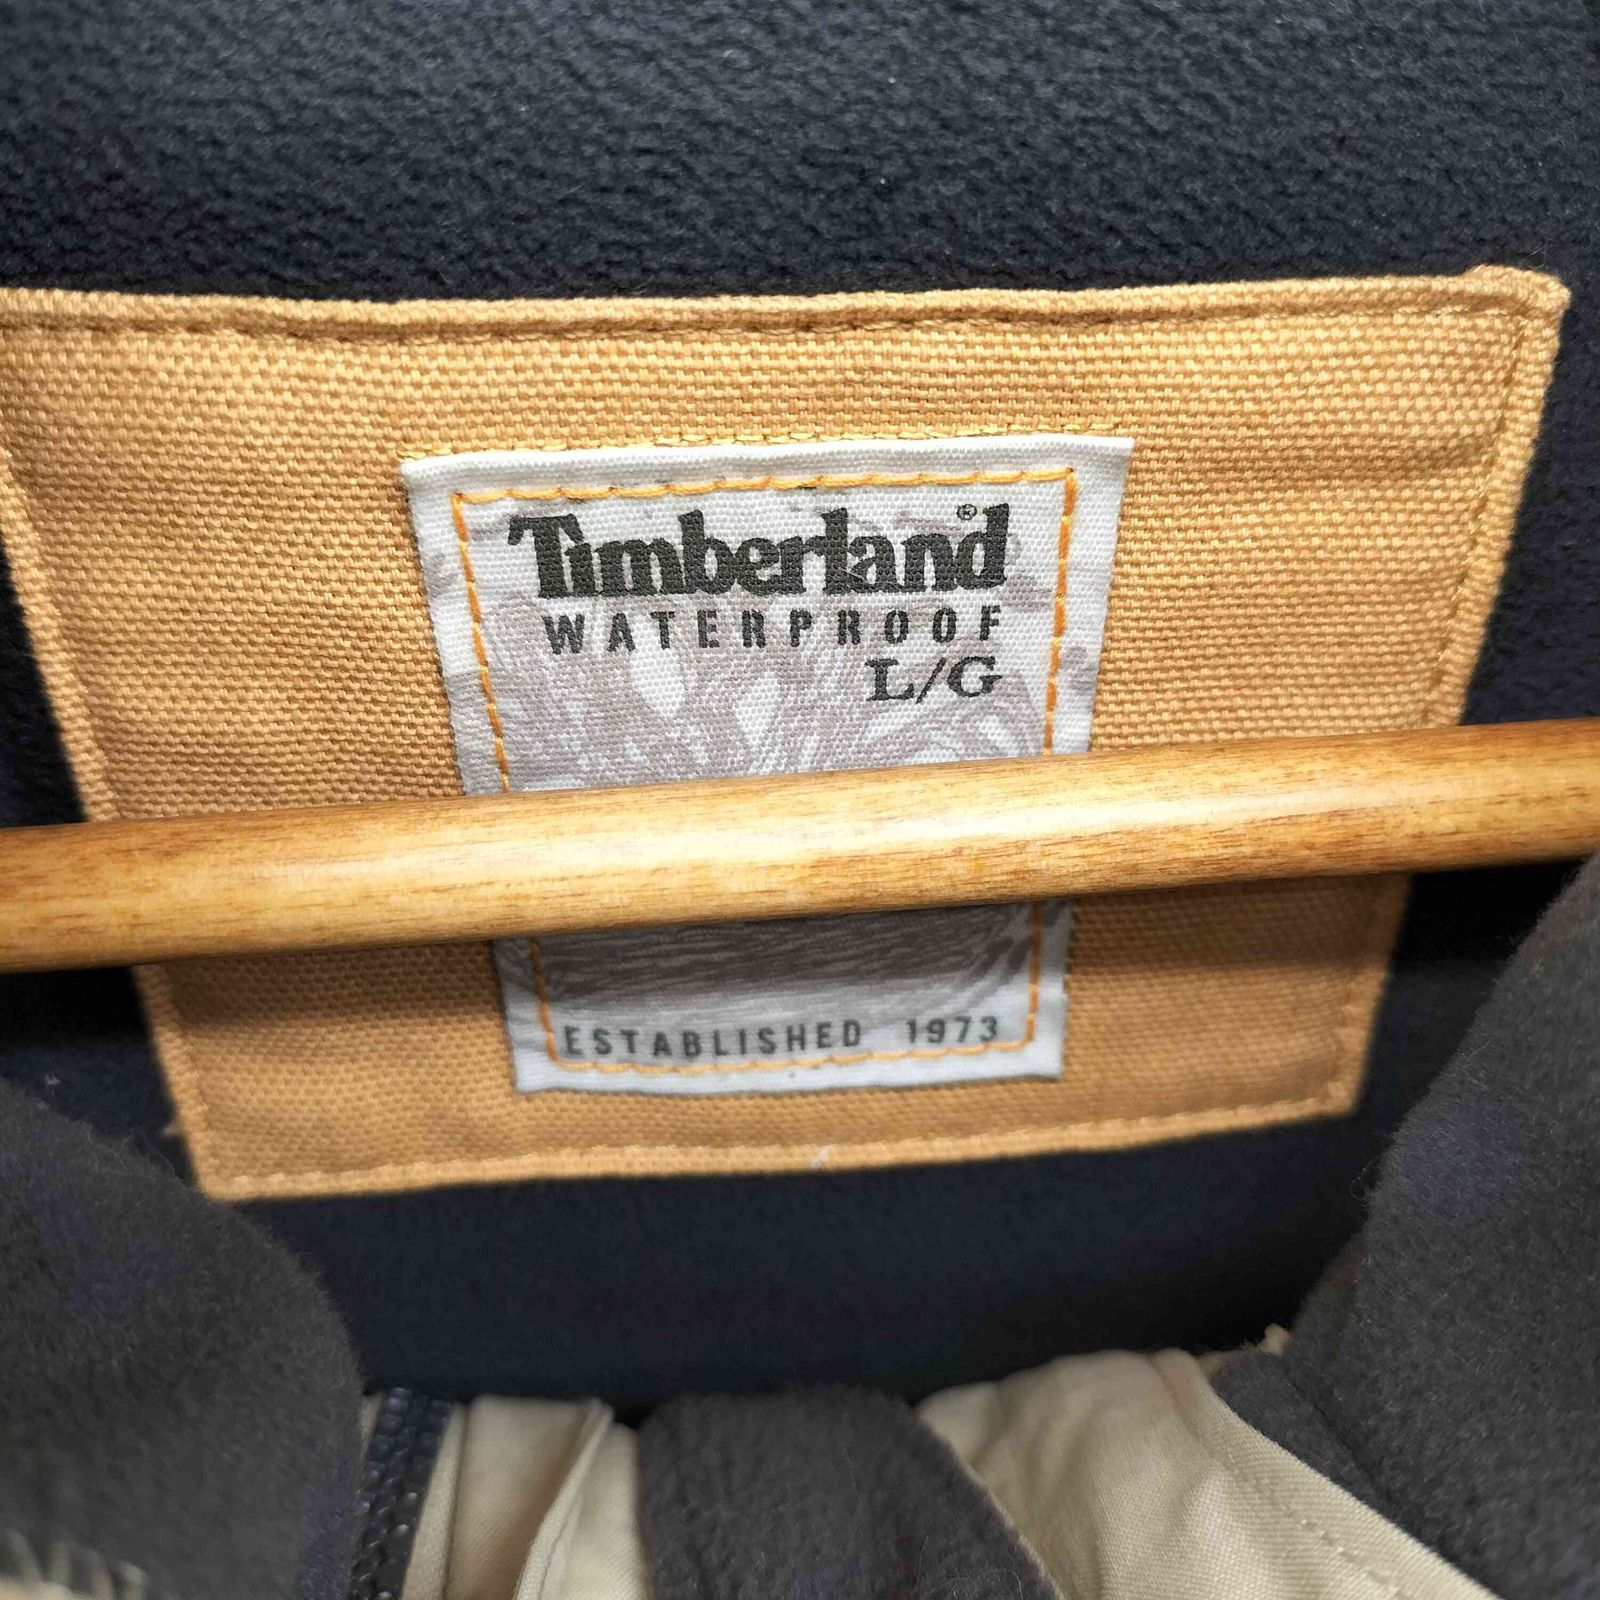 Timberland®
WATERPROOF
L/G
ESTABLISHED 1973